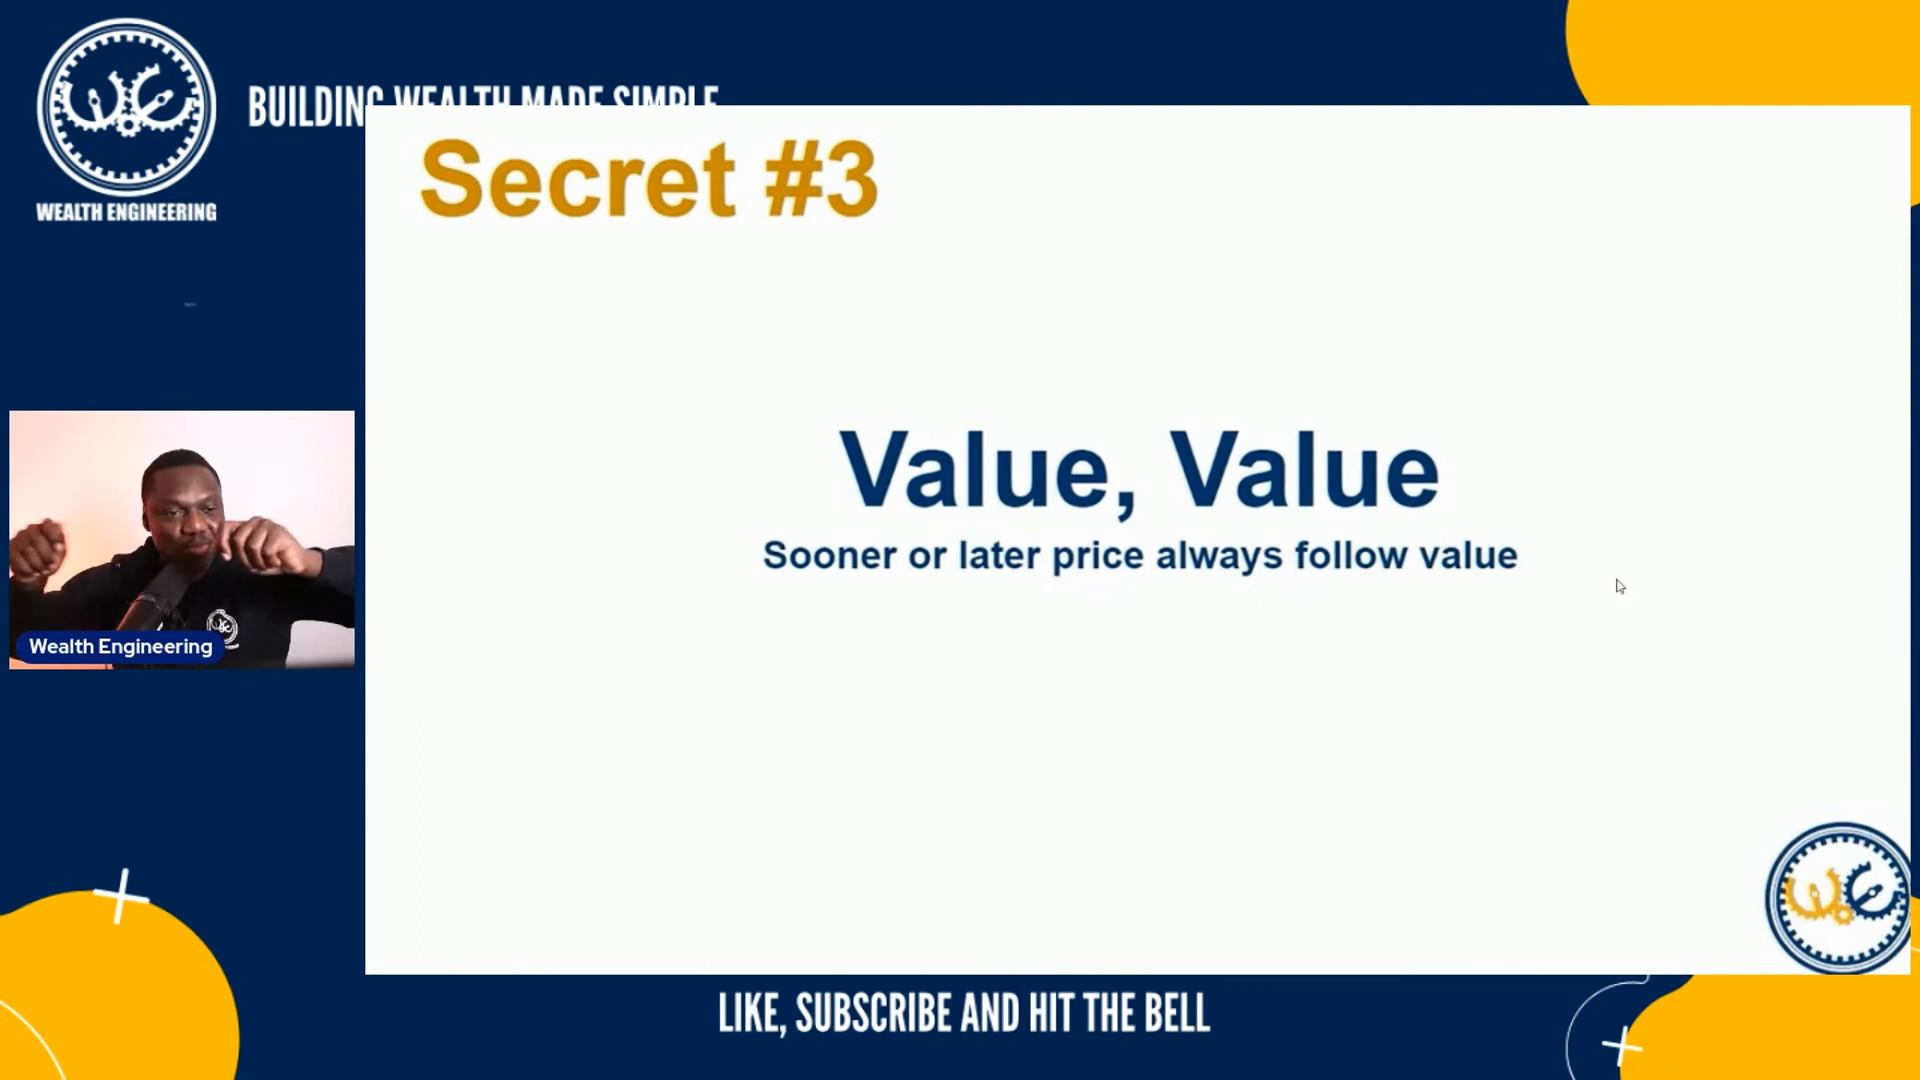 BUILDING WEALTH MADE SIMPLE
WEALTH ENGINEERING
Secret #3
Value, Value
Sooner or later price always follow value
Wealth Engineering
LIKE, SUBSCRIBE AND HIT THE BELL